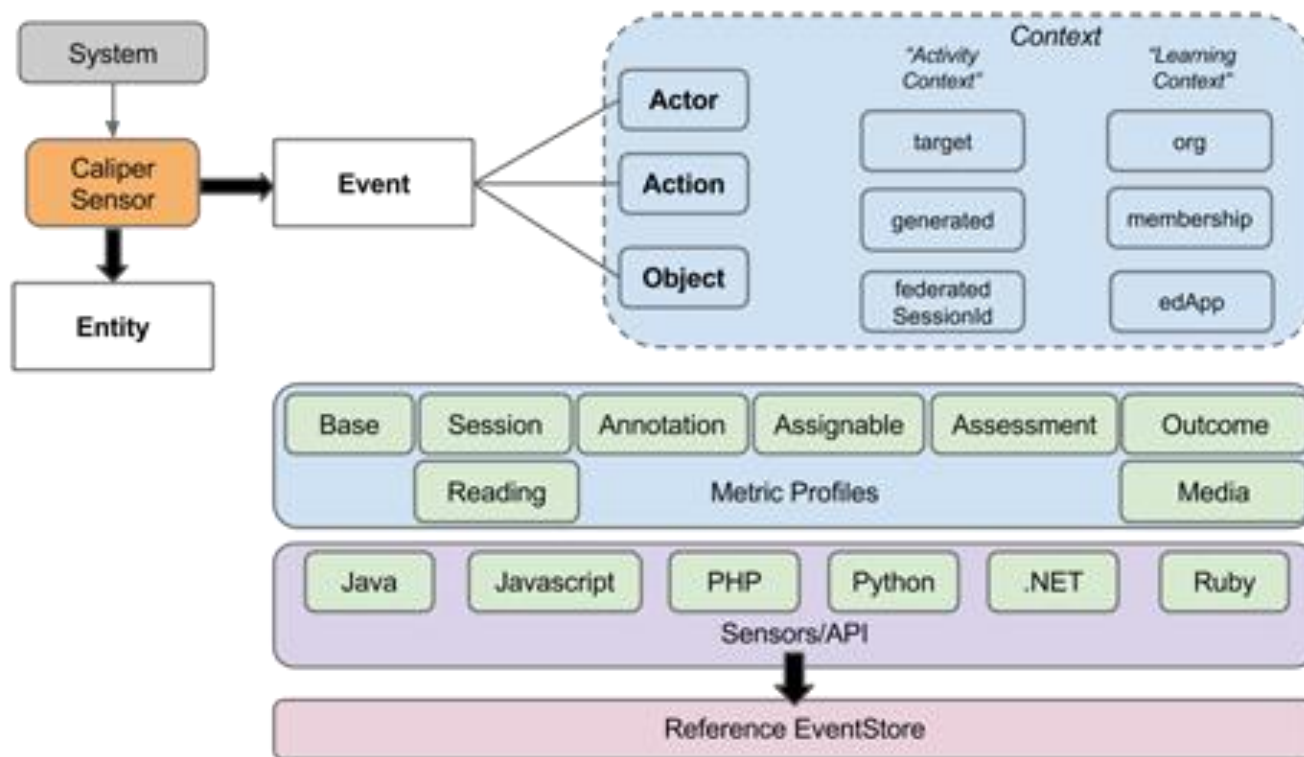 System
Caliper
Sensor
Event
Entity
Context
"Activity
Context"
"Learning
Context"
Actor
Action
Object
target
generated
federated
SessionId
org
membership
edApp
Base
Session
Annotation
Assignable
Assessment
Outcome
Reading
Metric Profiles
Media
Java
Javascript
PHP
Python
.NET
Ruby
Sensors/API
Reference EventStore